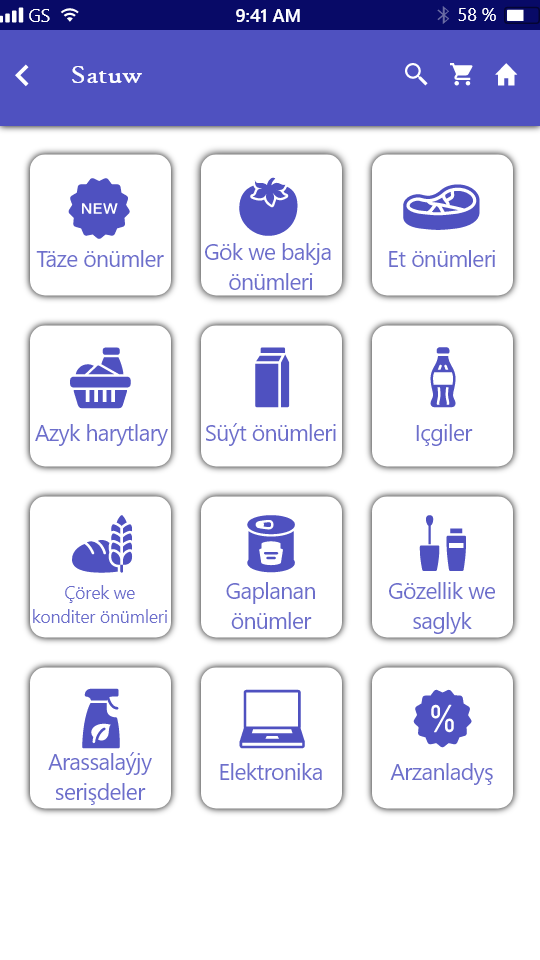 GS 9:41 AM 58 %
Satuw
NEW
Täze önümler
Gök we bakja
önümleri
Et önümleri
Azyk harytlary
Süýt önümleri
Içgiler
Çörek we
konditer önümleri
Gaplanan
önümler
Gözellik we
saglyk
Arassalaýjy
serişdeler
Elektronika
%
Arzanladyş